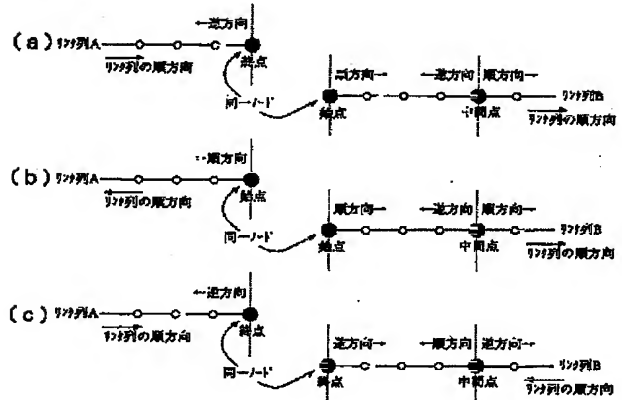 ←逆方向
(a) リンク列A
リンク列の順方向
終点
同一ノード
順方向→ ←逆方向 順方向→
始点 中間点 リンク列B
リンク列の順方向
←順方向
(b) リンク列A
リンク列の順方向
始点
同一ノード
順方向→ ←逆方向 順方向→
始点 中間点 リンク列B
リンク列の順方向
←逆方向
(c) リンク列A
リンク列の順方向
終点
同一ノード
逆方向→ ←順方向 逆方向→
終点 中間点 リンク列B
リンク列の順方向